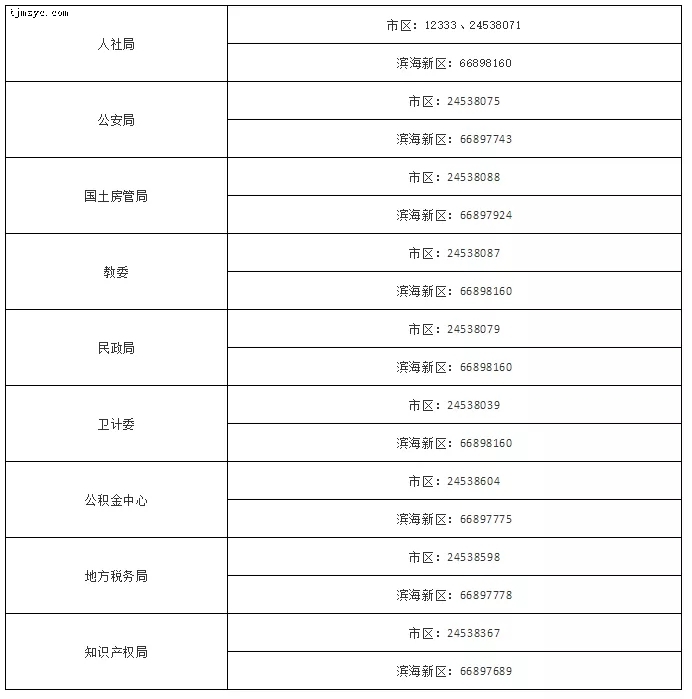 tjmsyy.com
人社局
市区：12333、24538071
滨海新区：66898160
公安局
市区：24538075
滨海新区：66897743
国土房管局
市区：24538088
滨海新区：66897924
教委
市区：24538087
滨海新区：66898160
民政局
市区：24538079
滨海新区：66898160
卫计委
市区：24538039
滨海新区：66898160
公积金中心
市区：24538604
滨海新区：66897775
地方税务局
市区：24538598
滨海新区：66897778
知识产权局
市区：24538367
滨海新区：66897689